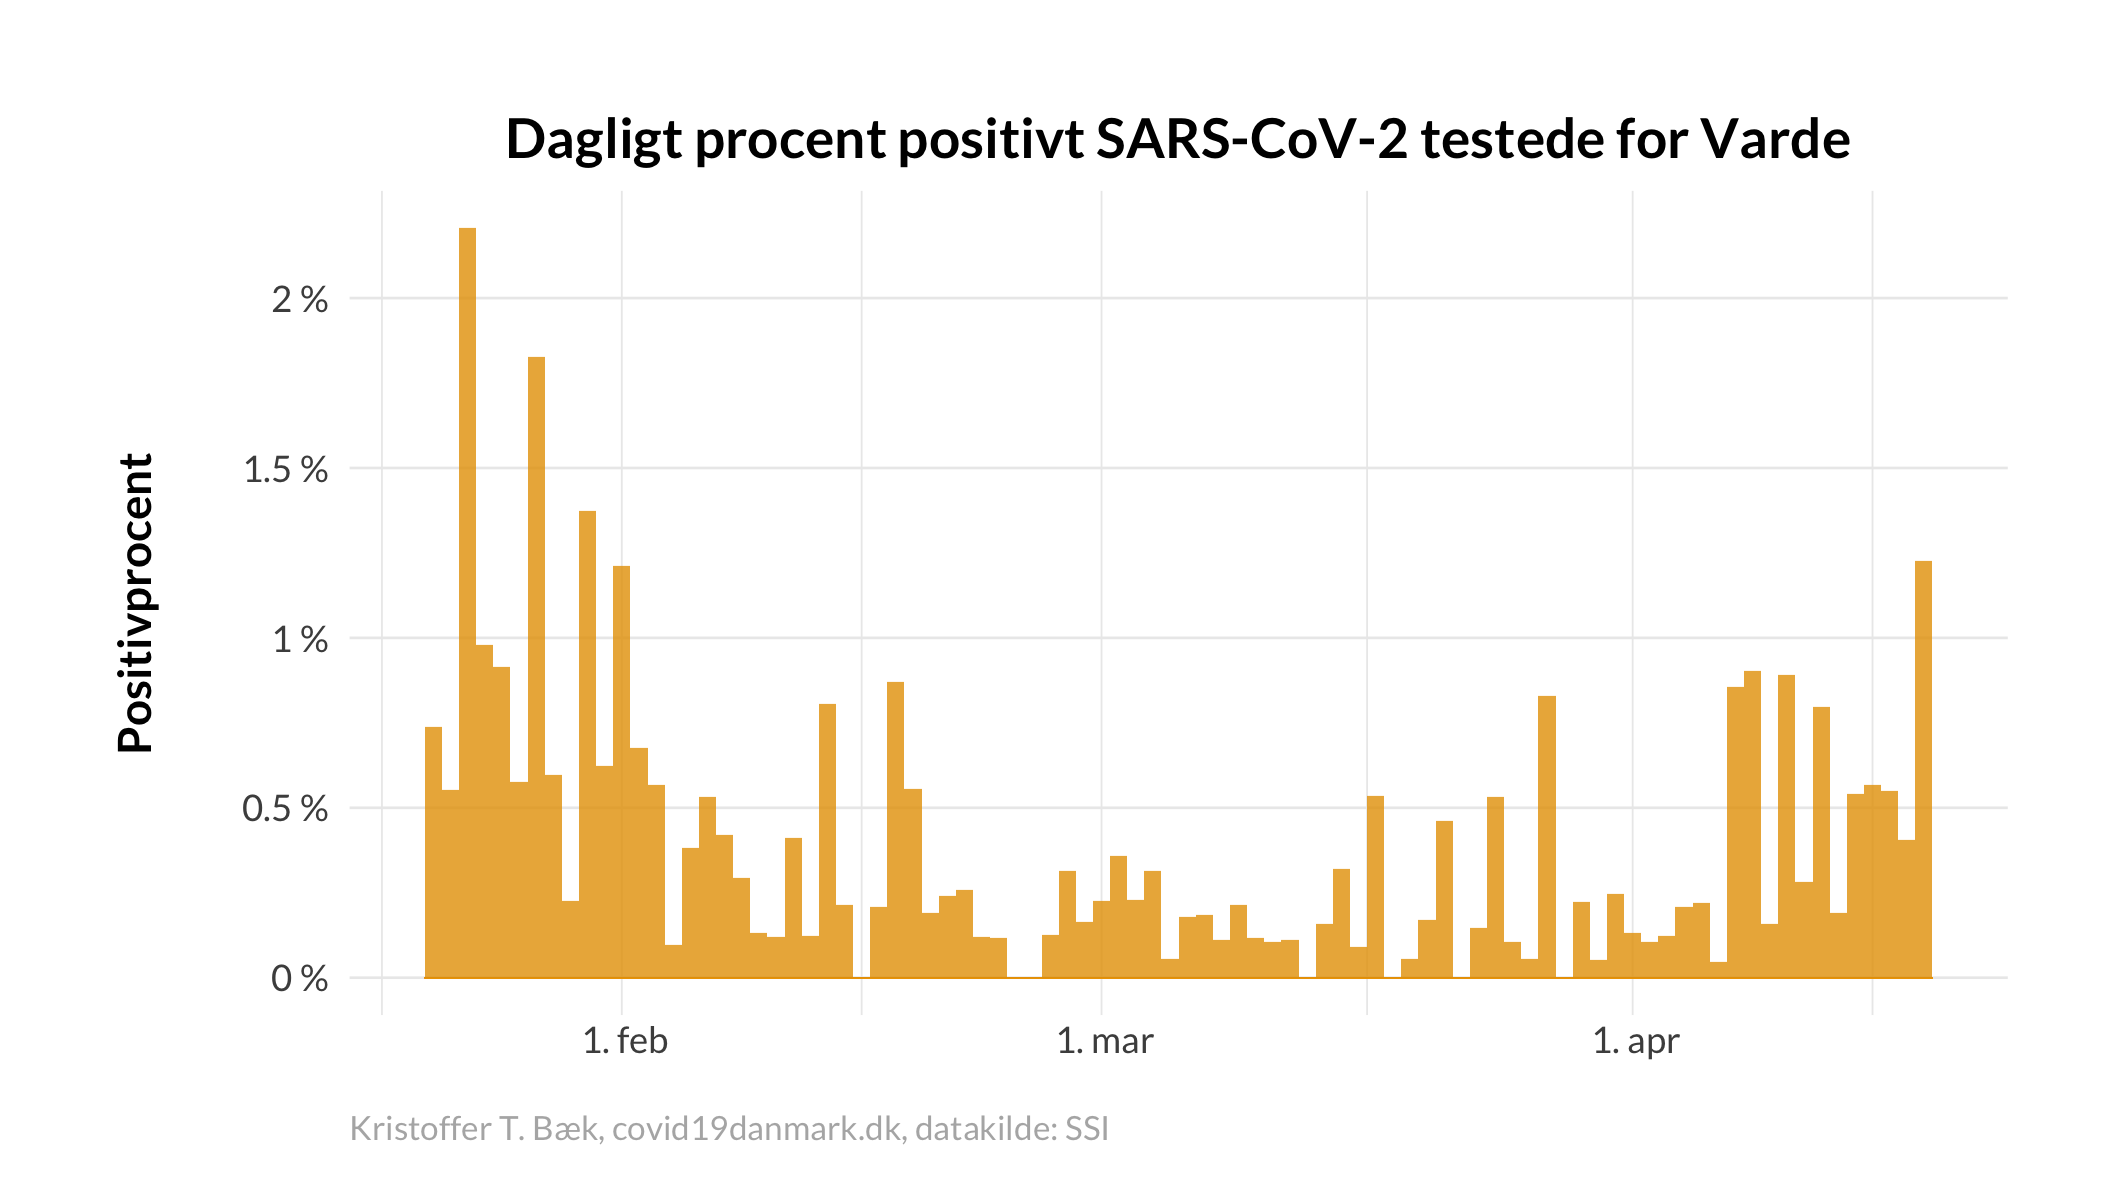 Dagligt procent positivt SARS-CoV-2 testede for Varde
Positivprocent
2 %
1.5 %
1 %
0.5 %
0 %
1. feb
1. mar
1. apr
Kristoffer T. Bæk, covid19danmark.dk, datakilde: SSI